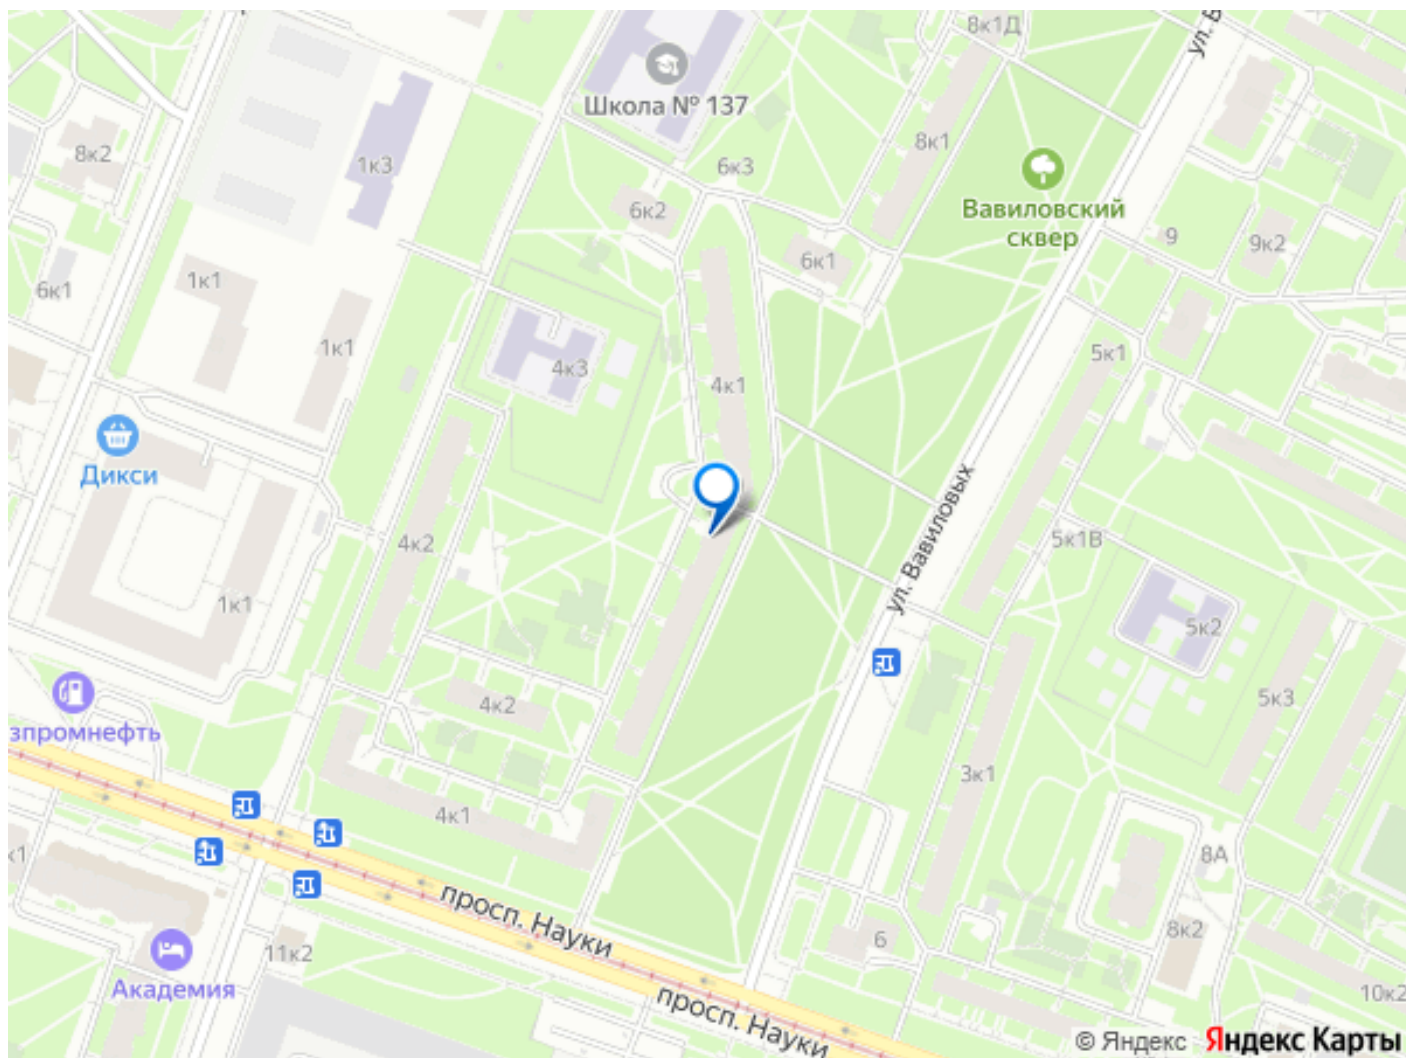 8к1Д
ул. В
Школа № 137
8к1
8к2
1к3
6к3
6к2
Вавиловский
сквер
6к1
9
9к2
6к1
1к1
1к1
4к3
4к1
5к1
Дикси
ул. Вавиловых
4к2
5к1В
1к1
5к2
4к2
5к3
зпромнефть
3к1
4к1
к1
8А
просп. Науки
6
8к2
11к2
Академия
просп. Науки
10к2
© Яндекс Яндекс Карты